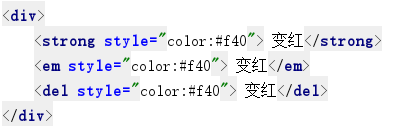 <div>
<strong style="color:#f40"> 变红</strong>
<em style="color:#f40"> 变红</em>
<del style="color:#f40"> 变红</del>
</div>